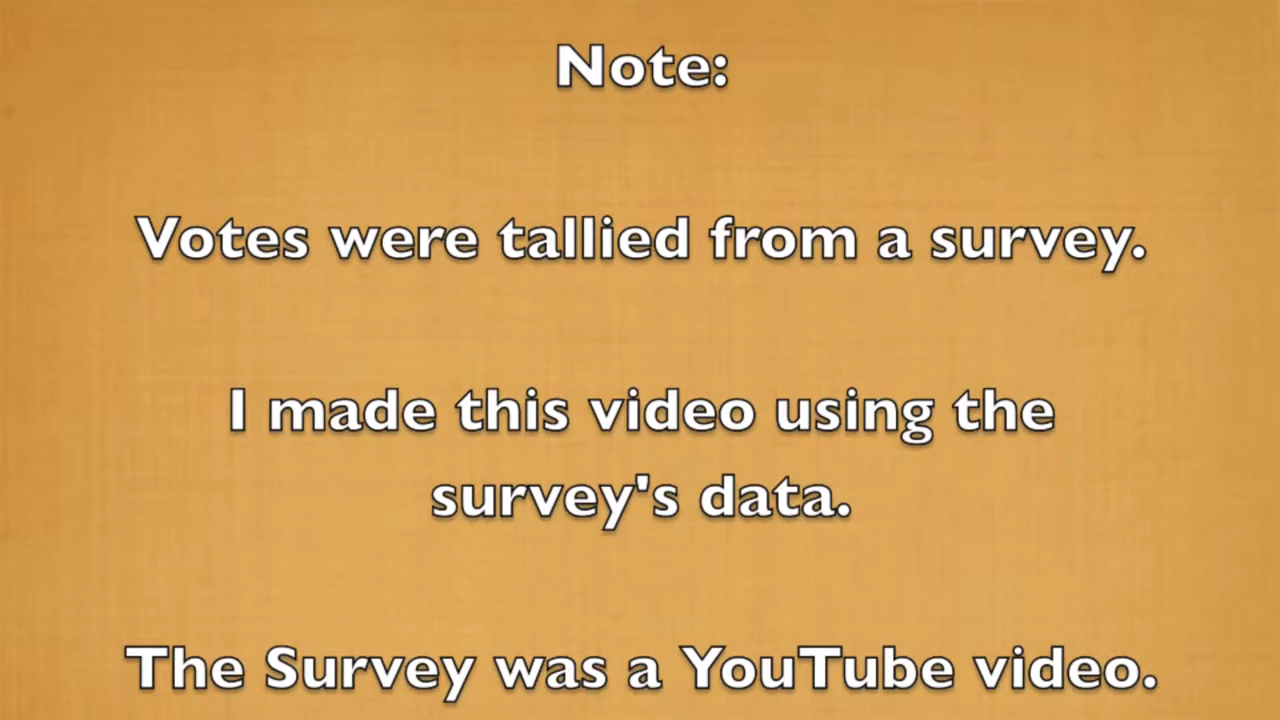 Note:
Votes were tallied from a survey.
I made this video using the
survey's data.
The Survey was a YouTube video.